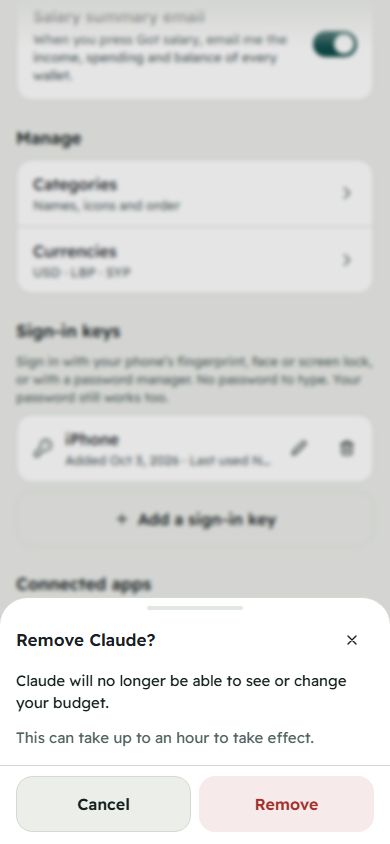 Salary summary email
When you press Got salary, email me the
income, spending and balance of every
wallet.
Manage
Categories
Names, icons and order
Currencies
USD · LBP · SYP
Sign-in keys
Sign in with your phone's fingerprint, face or screen lock,
or with a password manager. No password to type. Your
password still works too.
iPhone
Added Oct 3, 2026 · Last used N...
+ Add a sign-in key
Connected apps
Remove Claude?
Claude will no longer be able to see or change
your budget.
This can take up to an hour to take effect.
Cancel
Remove